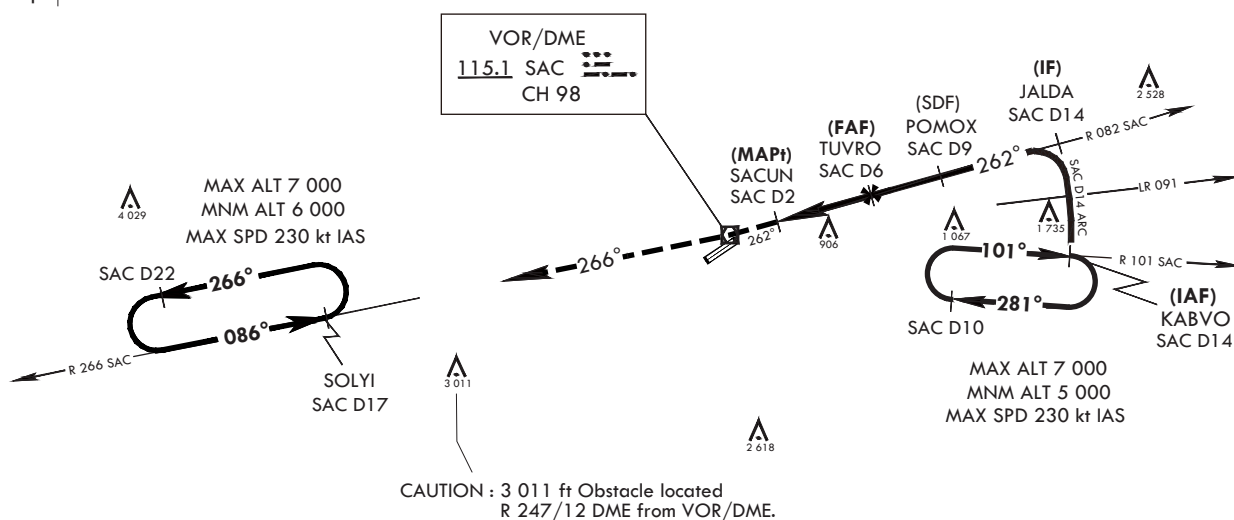 VOR/DME
115.1 SAC
CH 98
(IF)
JALDA
SAC D14
2 528
(SDF)
POMOX
SAC D9
R 082 SAC
(FAF)
TUVRO
SAC D6
262°
(MAPt)
SACUN
SAC D2
SAC D14 ARC
LR 091
MAX ALT 7 000
MNM ALT 6 000
MAX SPD 230 kt IAS
4 029
262°
906
1 067
1 735
266°
101°
R 101 SAC
SAC D22
266°
281°
(IAF)
KABVO
SAC D14
SAC D10
086°
R 266 SAC
SOLYI
SAC D17
3 011
MAX ALT 7 000
MNM ALT 5 000
MAX SPD 230 kt IAS
2 618
CAUTION : 3 011 ft Obstacle located
R 247/12 DME from VOR/DME.